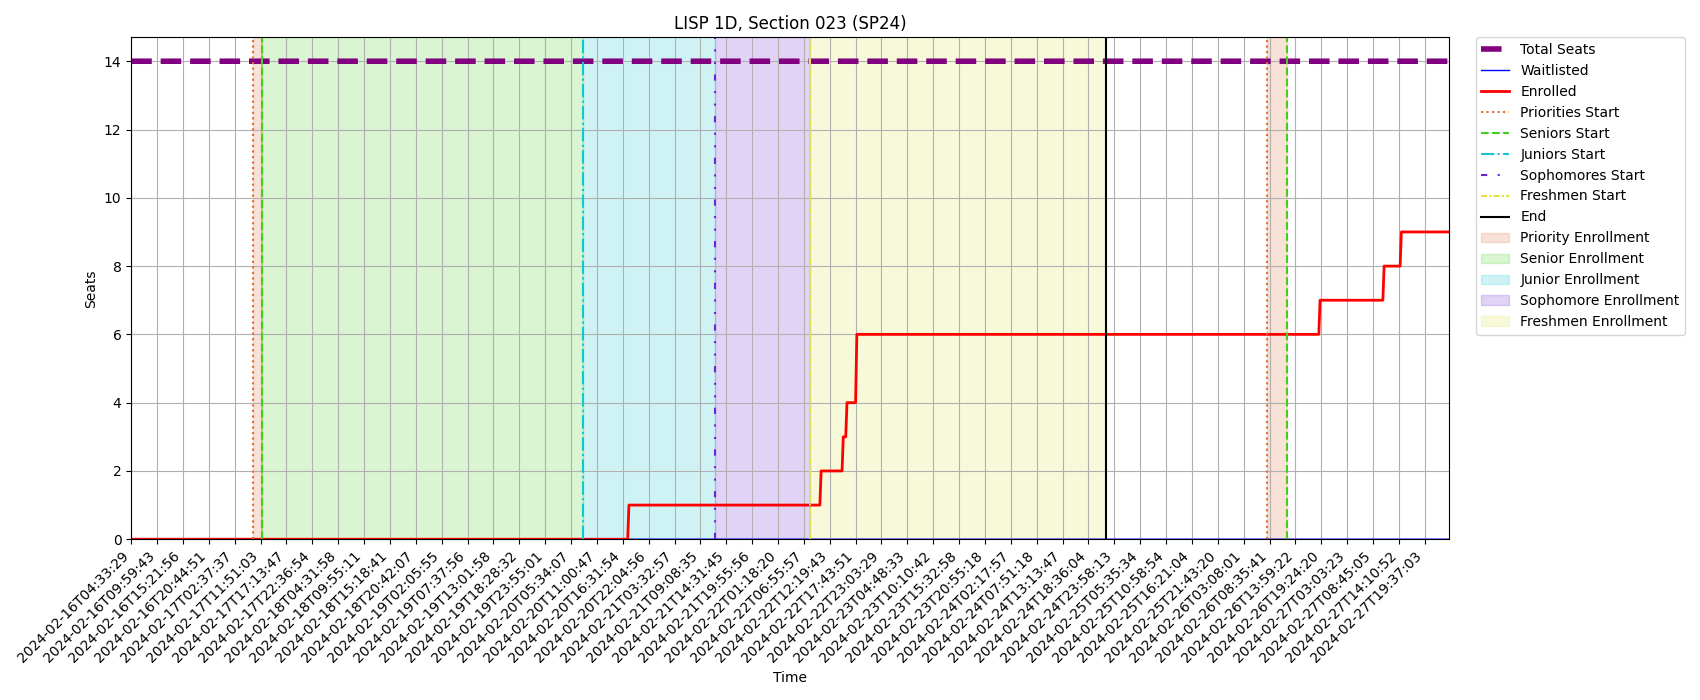 LISP 1D, Section 023 (SP24)
Seats
14
12
10
8
6
4
2
0
2024-02-16T04:33:29
2024-02-16T09:59:43
2024-02-16T15:21:56
2024-02-16T20:44:51
2024-02-17T02:37:37
2024-02-17T11:51:03
2024-02-17T17:13:47
2024-02-17T22:36:54
2024-02-18T04:31:58
2024-02-18T09:55:11
2024-02-18T15:18:41
2024-02-18T20:42:07
2024-02-19T02:05:55
2024-02-19T07:37:56
2024-02-19T13:01:58
2024-02-19T18:28:32
2024-02-19T23:55:01
2024-02-20T05:34:07
2024-02-20T11:00:47
2024-02-20T16:31:54
2024-02-20T22:04:56
2024-02-21T03:32:57
2024-02-21T09:08:35
2024-02-21T14:31:45
2024-02-21T19:55:56
2024-02-22T01:18:20
2024-02-22T06:55:57
2024-02-22T12:19:43
2024-02-22T17:43:51
2024-02-22T23:03:29
2024-02-23T04:48:33
2024-02-23T10:10:42
2024-02-23T15:32:58
2024-02-23T20:55:18
2024-02-24T02:17:57
2024-02-24T07:51:18
2024-02-24T13:13:47
2024-02-24T18:36:04
2024-02-24T23:58:13
2024-02-25T05:35:34
2024-02-25T10:58:54
2024-02-25T16:21:04
2024-02-25T21:43:20
2024-02-26T03:08:01
2024-02-26T08:35:41
2024-02-26T13:59:22
2024-02-26T19:24:20
2024-02-27T03:03:23
2024-02-27T08:45:05
2024-02-27T14:10:52
2024-02-27T19:37:03
Time
Total Seats
Waitlisted
Enrolled
Priorities Start
Seniors Start
Juniors Start
Sophomores Start
Freshmen Start
End
Priority Enrollment
Senior Enrollment
Junior Enrollment
Sophomore Enrollment
Freshmen Enrollment